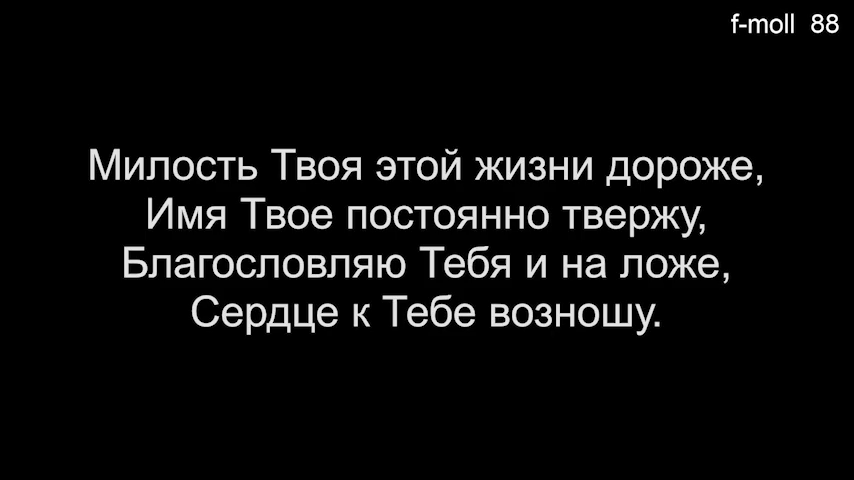 f-moll 88
Милость Твоя этой жизни дороже,
Имя Твое постоянно твержу,
Благословляю Тебя и на ложе,
Сердце к Тебе возношу.